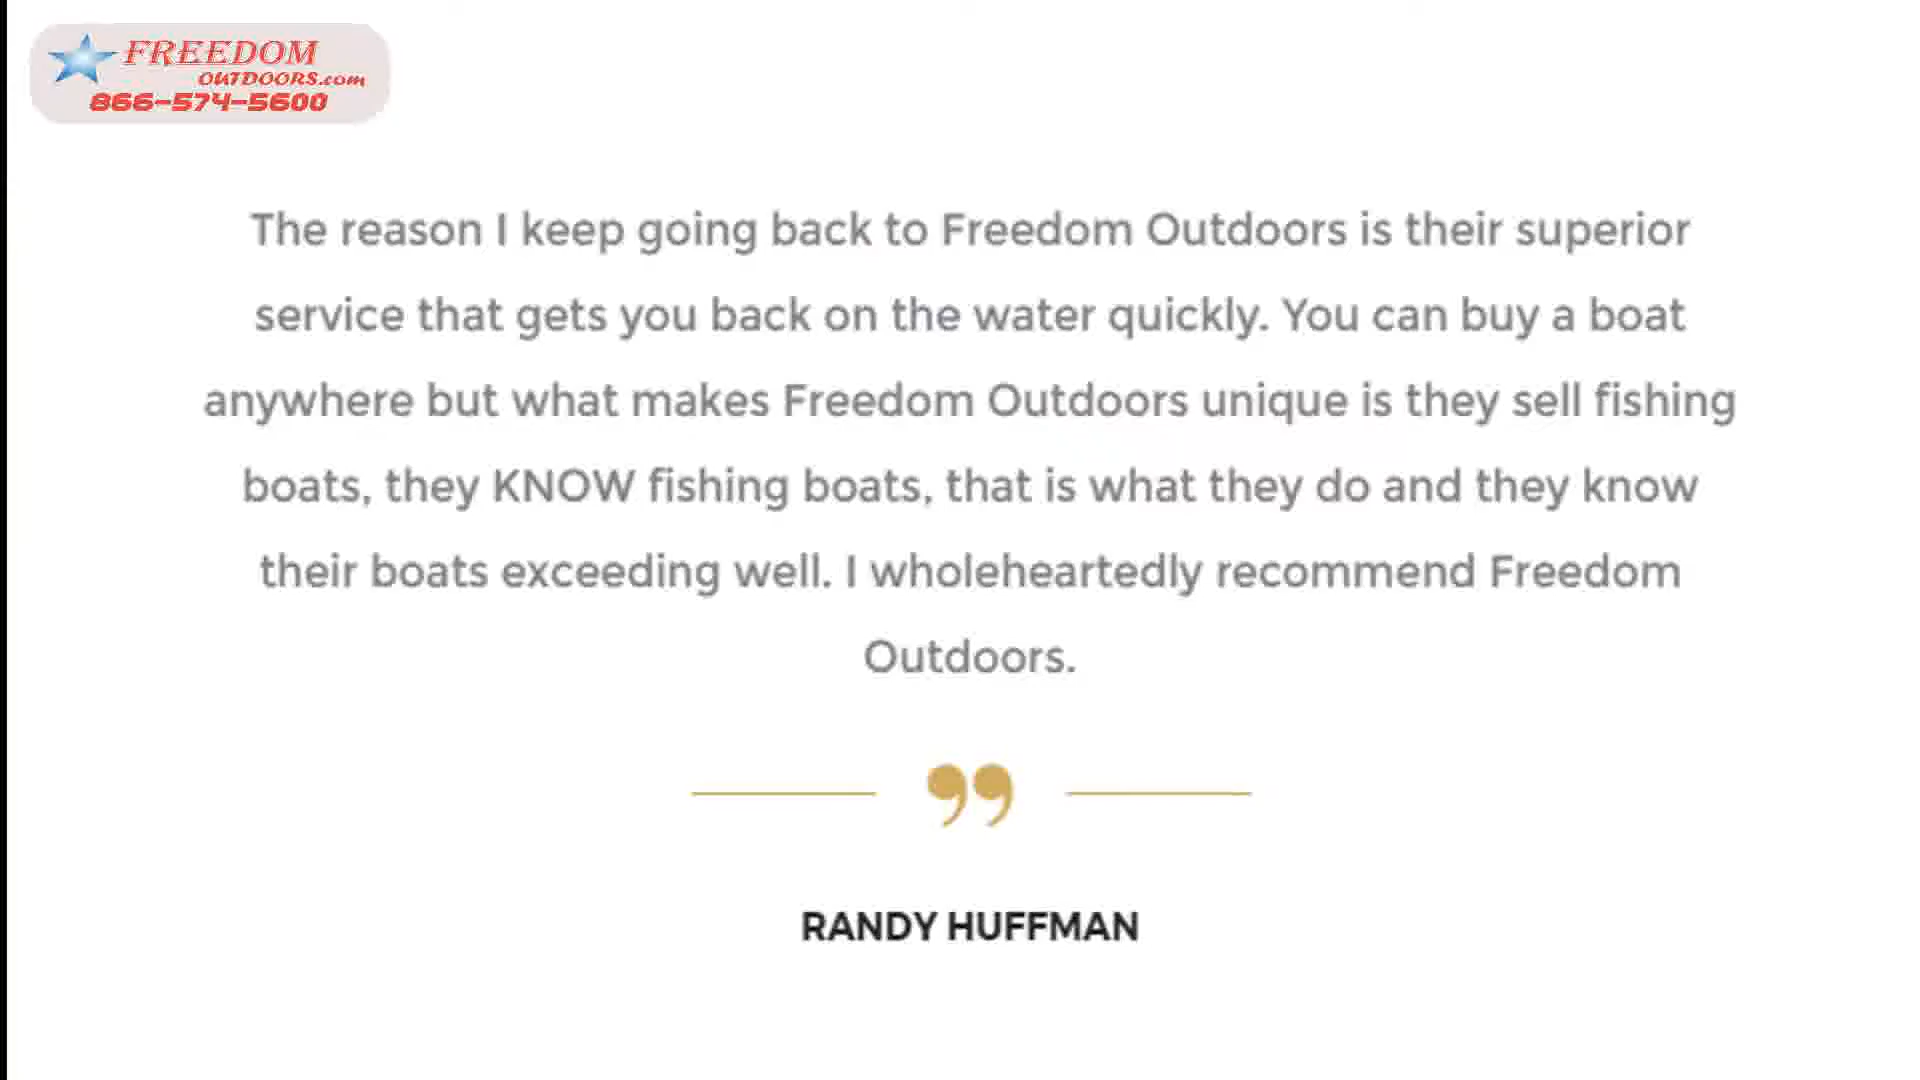 FREEDOM
OUTDOORS.com
866-574-5600
The reason I keep going back to Freedom Outdoors is their superior
service that gets you back on the water quickly. You can buy a boat
anywhere but what makes Freedom Outdoors unique is they sell fishing
boats, they KNOW fishing boats, that is what they do and they know
their boats exceeding well. I wholeheartedly recommend Freedom
Outdoors.
”
RANDY HUFFMAN